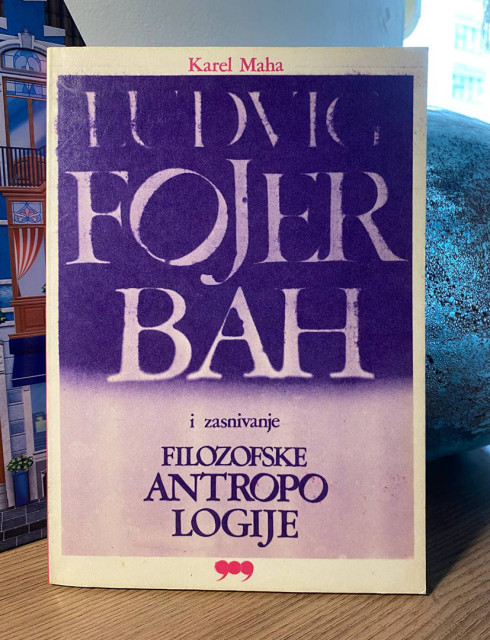 Karel Maha
LUDVIG
FOJER
BAH
i zasnivanje
FILOZOFSKE
ANTROPO
LOGIJE